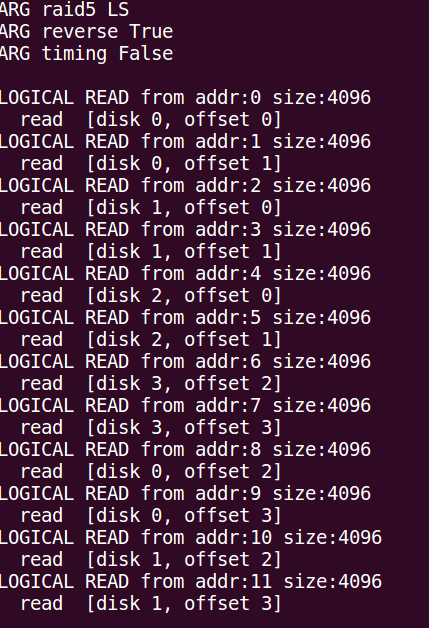 ARG raid5 LS
ARG reverse True
ARG timing False
LOGICAL READ from addr:0 size:4096
read [disk 0, offset 0]
LOGICAL READ from addr:1 size:4096
read [disk 0, offset 1]
LOGICAL READ from addr:2 size:4096
read [disk 1, offset 0]
LOGICAL READ from addr:3 size:4096
read [disk 1, offset 1]
LOGICAL READ from addr:4 size:4096
read [disk 2, offset 0]
LOGICAL READ from addr:5 size:4096
read [disk 2, offset 1]
LOGICAL READ from addr:6 size:4096
read [disk 3, offset 2]
LOGICAL READ from addr:7 size:4096
read [disk 3, offset 3]
LOGICAL READ from addr:8 size:4096
read [disk 0, offset 2]
LOGICAL READ from addr:9 size:4096
read [disk 0, offset 3]
LOGICAL READ from addr:10 size:4096
read [disk 1, offset 2]
LOGICAL READ from addr:11 size:4096
read [disk 1, offset 3]